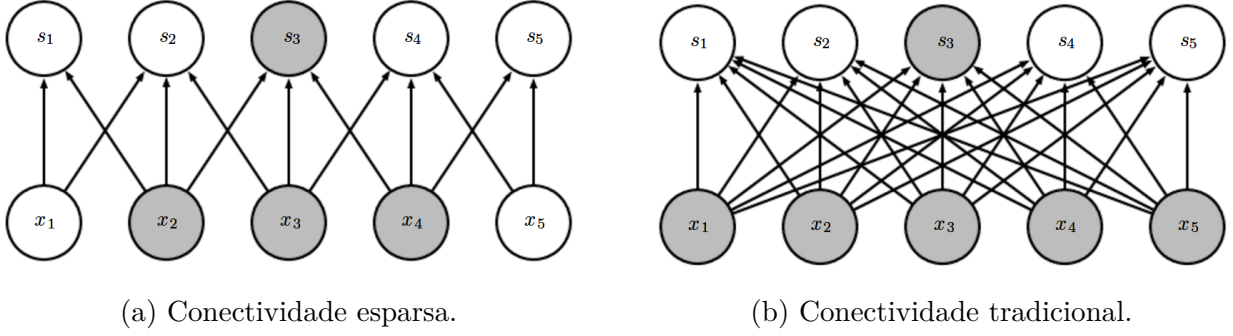 s1 s2 s3 s4 s5
x1 x2 x3 x4 x5
(a) Conectividade esparsa.
s1 s2 s3 s4 s5
x1 x2 x3 x4 x5
(b) Conectividade tradicional.